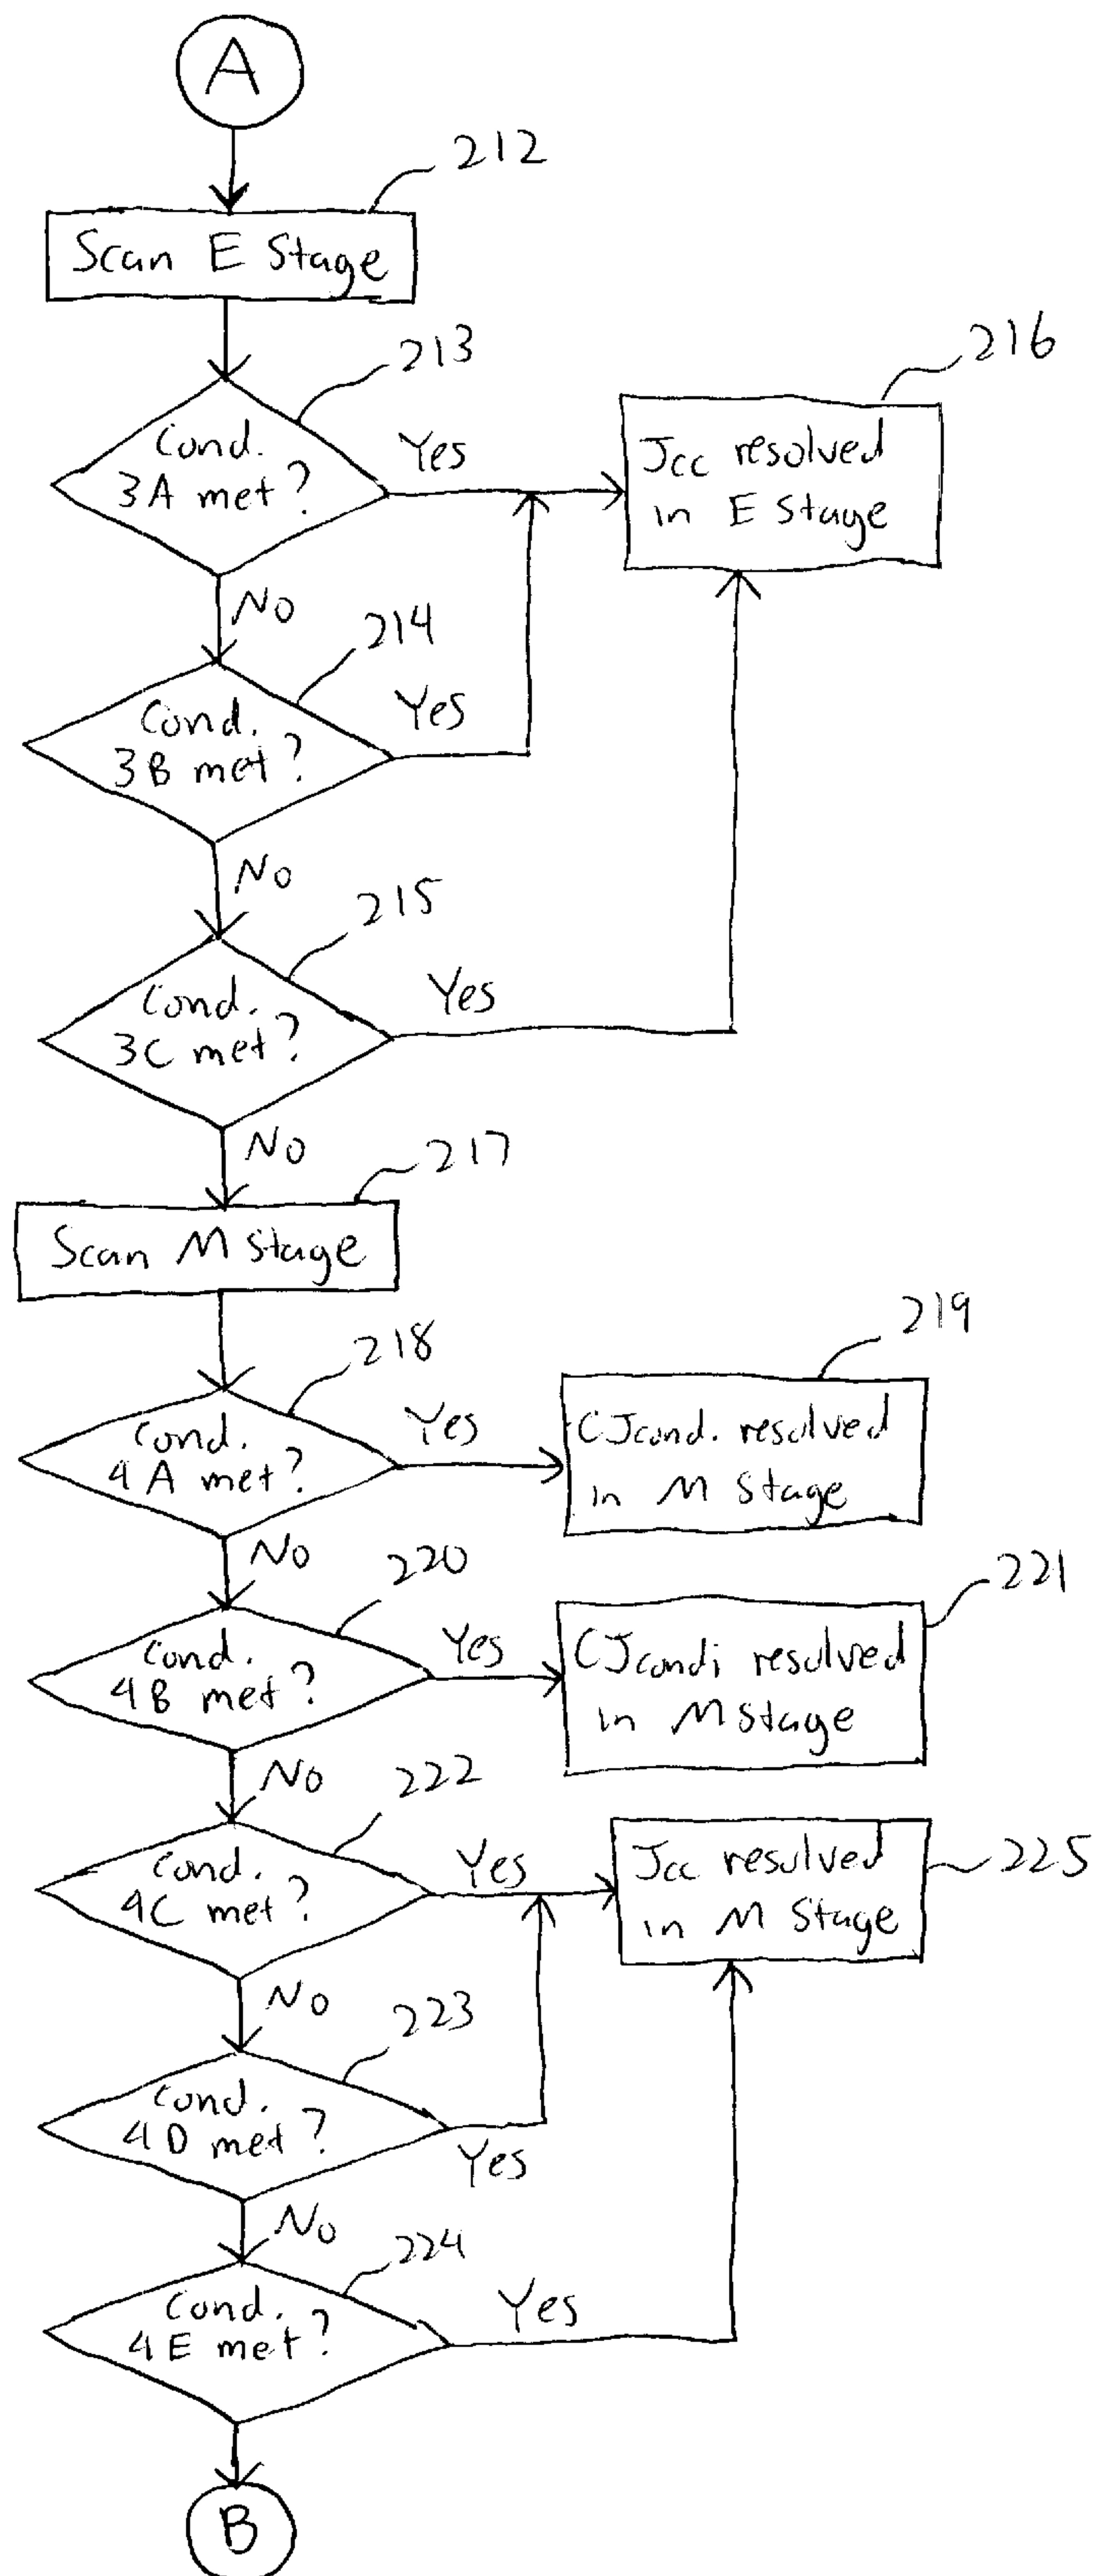 A
212
Scan E Stage
213
216
Cond.
3A met?
Yes
Jcc resolved
in E Stage
No
214
Cond.
3B met?
Yes
No
215
Cond.
3C met?
Yes
No
217
Scan M Stage
218
219
Cond.
4A met?
Yes
CJcond. resolved
in M Stage
No
220
221
Cond.
4B met?
Yes
CJcondi resolved
in M Stage
No
222
Cond.
4C met?
Yes
Jcc resolved
in M Stage
225
No
223
Cond.
4D met?
Yes
No
224
Cond.
4E met?
Yes
B